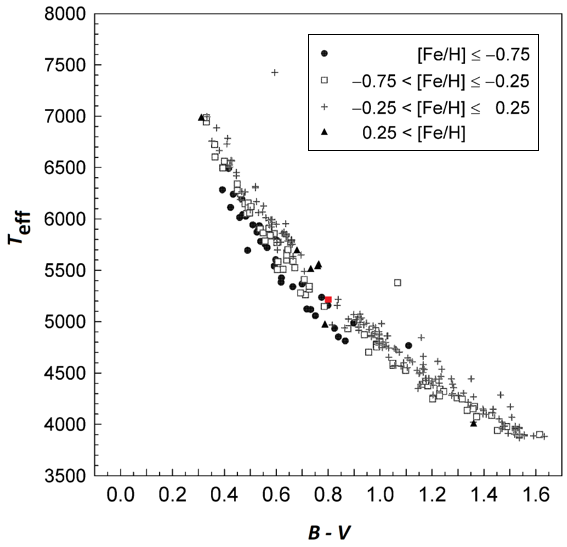 8000
7500
7000
6500
6000
5500
5000
4500
4000
3500
Teff
[Fe/H] ≤ −0.75
−0.75 < [Fe/H] ≤ −0.25
−0.25 < [Fe/H] ≤ 0.25
0.25 < [Fe/H]
0.0 0.2 0.4 0.6 0.8 1.0 1.2 1.4 1.6
B - V